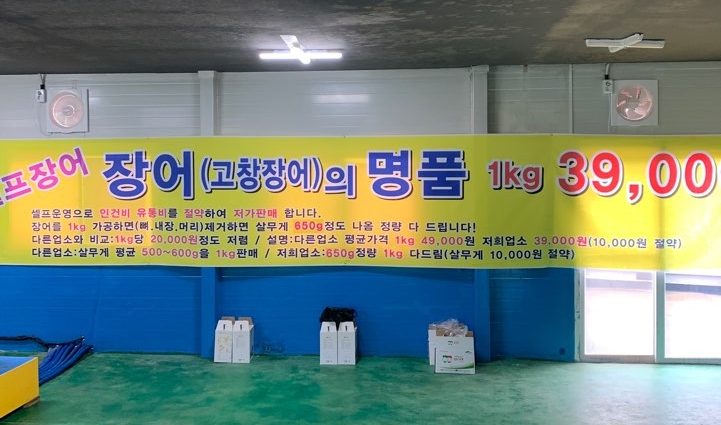 셀프장어 장어(고창장어)의 명품 1kg 39,00
셀프운영으로 인건비 유통비를 절약하여 저가판매 합니다.
장어를 1kg 가공하면(뼈,내장,머리)제거하면 살무게 650g정도 나옴 정량 다 드립니다!
다른업소와 비교:1kg당 20,000원정도 저렴 / 설명:다른업소 평균가격 1kg 49,000원 저희업소 39,000원(10,000원 절약)
다른업소:살무게 평균 500~600g을 1kg판매 / 저희업소:650g정량 1kg 다드림(살무게 10,000원 절약)